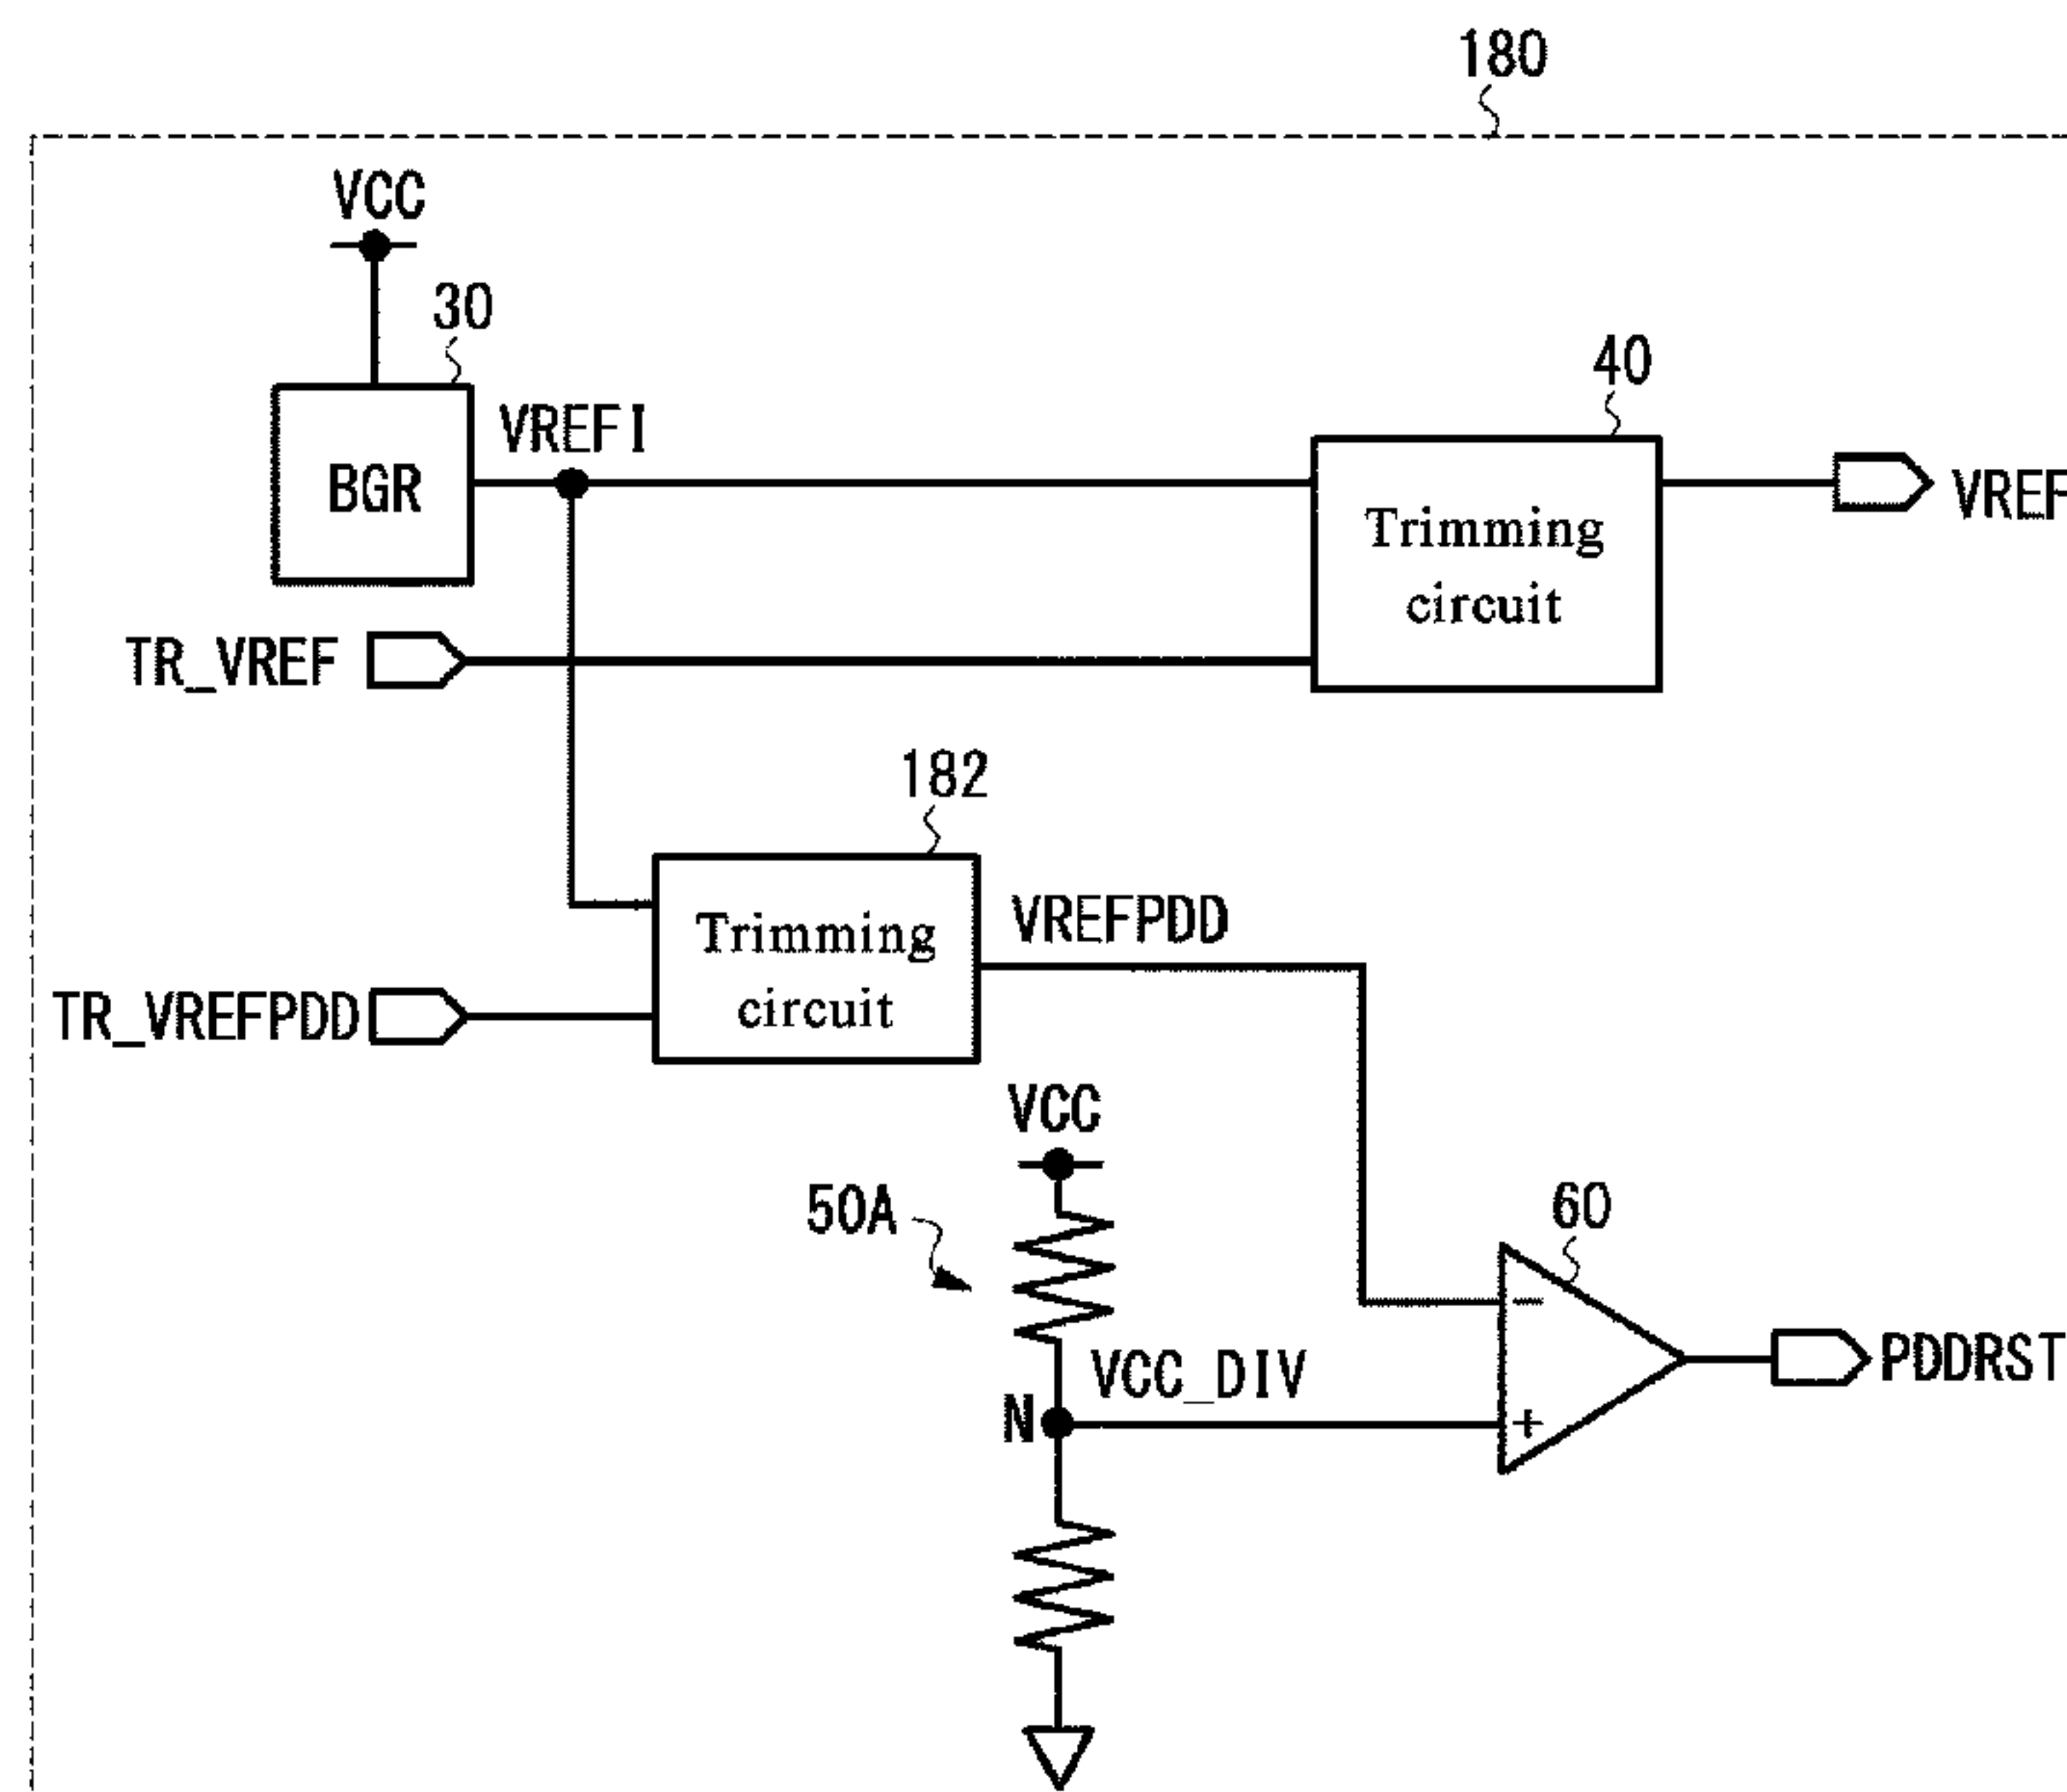 180
VCC
30
VREFI
40
BGR
VREF
Trimming
circuit
TR_VREF
182
VREFPDD
Trimming
circuit
TR_VREFPDD
VCC
50A
60
−
VCC_DIV
PDDRST
N
+